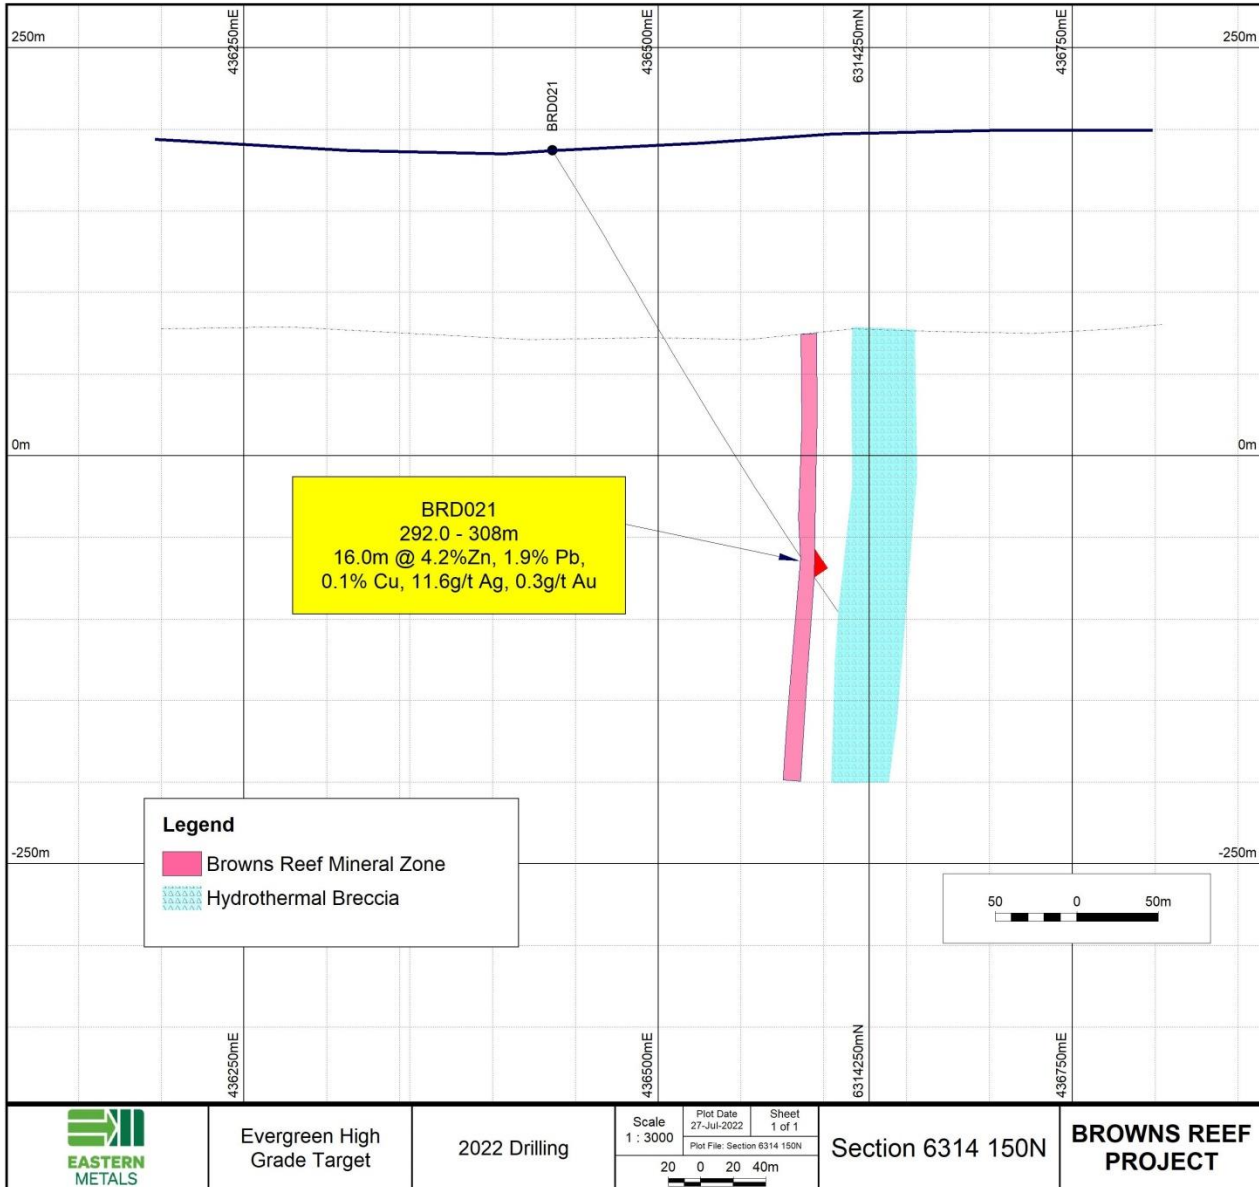 436250mE
436500mE
6314250mN
436750mE
250m
250m
BRD021
0m
0m
BRD021
292.0 - 308m
16.0m @ 4.2%Zn, 1.9% Pb,
0.1% Cu, 11.6g/t Ag, 0.3g/t Au
Legend
Browns Reef Mineral Zone
Hydrothermal Breccia
-250m
-250m
50 0 50m
436250mE
436500mE
6314250mN
436750mE
EASTERN
METALS
Evergreen High
Grade Target
2022 Drilling
Scale
1 : 3000
Plot Date
27-Jul-2022
Sheet
1 of 1
Plot File: Section 6314 150N
20 0 20 40m
Section 6314 150N
BROWNS REEF
PROJECT